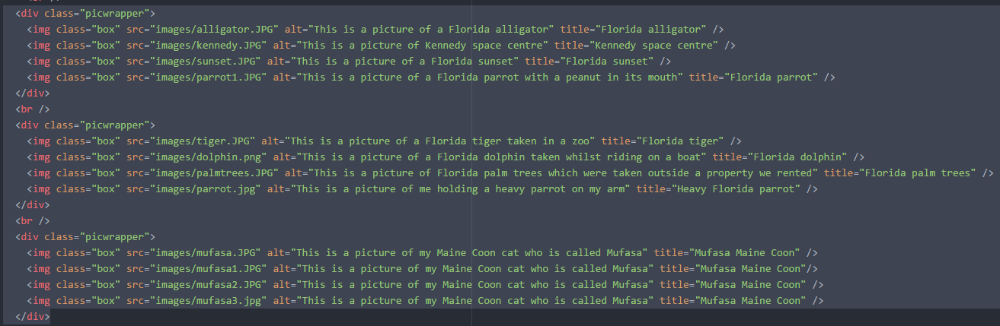 <div class="picwrapper">
<img class="box" src="images/alligator.JPG" alt="This is a picture of a Florida alligator" title="Florida alligator" />
<img class="box" src="images/kennedy.JPG" alt="This is a picture of Kennedy space centre" title="Kennedy space centre" />
<img class="box" src="images/sunset.JPG" alt="This is a picture of a Florida sunset" title="Florida sunset" />
<img class="box" src="images/parrot1.JPG" alt="This is a picture of a Florida parrot with a peanut in its mouth" title="Florida parrot" />
</div>
<br />
<div class="picwrapper">
<img class="box" src="images/tiger.JPG" alt="This is a picture of a Florida tiger taken in a zoo" title="Florida tiger" />
<img class="box" src="images/dolphin.png" alt="This is a picture of a Florida dolphin taken whilst riding on a boat" title="Florida dolphin" />
<img class="box" src="images/palmtrees.JPG" alt="This is a picture of Florida palm trees which were taken outside a property we rented" title="Florida palm trees" />
<img class="box" src="images/parrot.jpg" alt="This is a picture of me holding a heavy parrot on my arm" title="Heavy Florida parrot" />
</div>
<br />
<div class="picwrapper">
<img class="box" src="images/mufasa.JPG" alt="This is a picture of my Maine Coon cat who is called Mufasa" title="Mufasa Maine Coon" />
<img class="box" src="images/mufasa1.JPG" alt="This is a picture of my Maine Coon cat who is called Mufasa" title="Mufasa Maine Coon"/>
<img class="box" src="images/mufasa2.JPG" alt="This is a picture of my Maine Coon cat who is called Mufasa" title="Mufasa Maine Coon" />
<img class="box" src="images/mufasa3.jpg" alt="This is a picture of my Maine Coon cat who is called Mufasa" title="Mufasa Maine Coon" />
</div>